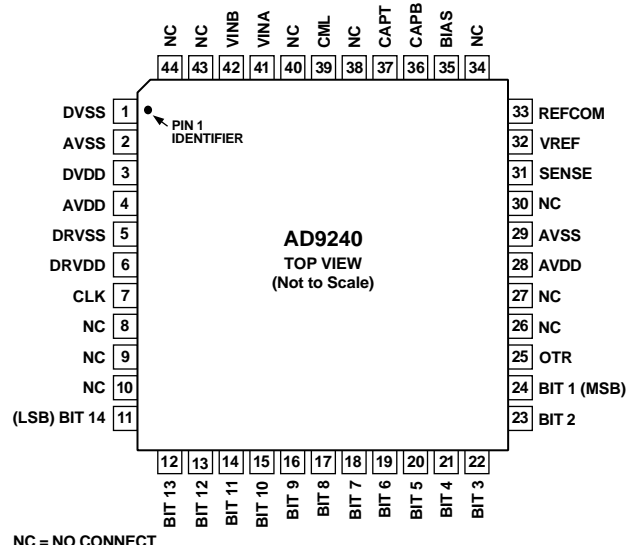 NC NC VINB VINA NC CML NC CAPT CAPB BIAS NC
44 43 42 41 40 39 38 37 36 35 34
DVSS 1
AVSS 2
DVDD 3
AVDD 4
DRVSS 5
DRVDD 6
CLK 7
NC 8
NC 9
NC 10
(LSB) BIT 14 11
PIN 1
IDENTIFIER
AD9240
TOP VIEW
(Not to Scale)
33 REFCOM
32 VREF
31 SENSE
30 NC
29 AVSS
28 AVDD
27 NC
26 NC
25 OTR
24 BIT 1 (MSB)
23 BIT 2
12 13 14 15 16 17 18 19 20 21 22
BIT 13 BIT 12 BIT 11 BIT 10 BIT 9 BIT 8 BIT 7 BIT 6 BIT 5 BIT 4 BIT 3
NC = NO CONNECT